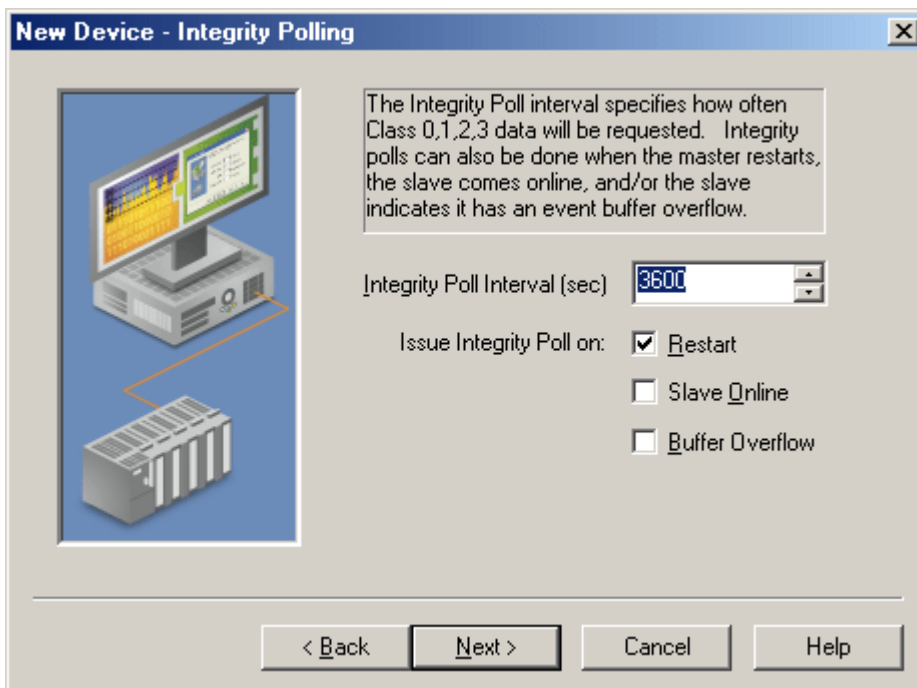 New Device - Integrity Polling
The Integrity Poll interval specifies how often
Class 0,1,2,3 data will be requested. Integrity
polls can also be done when the master restarts,
the slave comes online, and/or the slave
indicates it has an event buffer overflow.
Integrity Poll Interval (sec) 3600
Issue Integrity Poll on: Restart
Slave Online
Buffer Overflow
< Back Next > Cancel Help